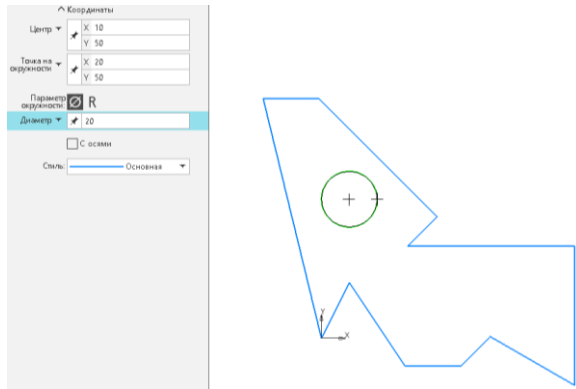 Координаты
Центр X 10
Y 50
Точка на окружности X 20
Y 50
Параметр окружности: Ø R
Диаметр 20
С осями
Стиль: Основная
Y
X